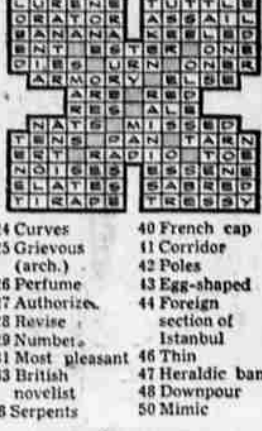 ORATOR ASSAIL
BANANA KEELED
ENT ESTER ONE
DIES URN ONER
ARMORY ELSE
ARE RED
RES ALE
NATS MISSED
TENS PAN TARN
ERT RADIO TOE
NOISES ESSENE
ELATES SABRED
TIRADE TRESSY
24 Curves
25 Grievous
(arch.)
26 Perfume
27 Authorize
28 Revise
29 Number
31 Most pleasant
33 British
novelist
Serpents
40 French cap
41 Corridor
42 Poles
43 Egg-shaped
44 Foreign
section of
Istanbul
46 Thin
47 Heraldic ban
48 Downpour
50 Mimic